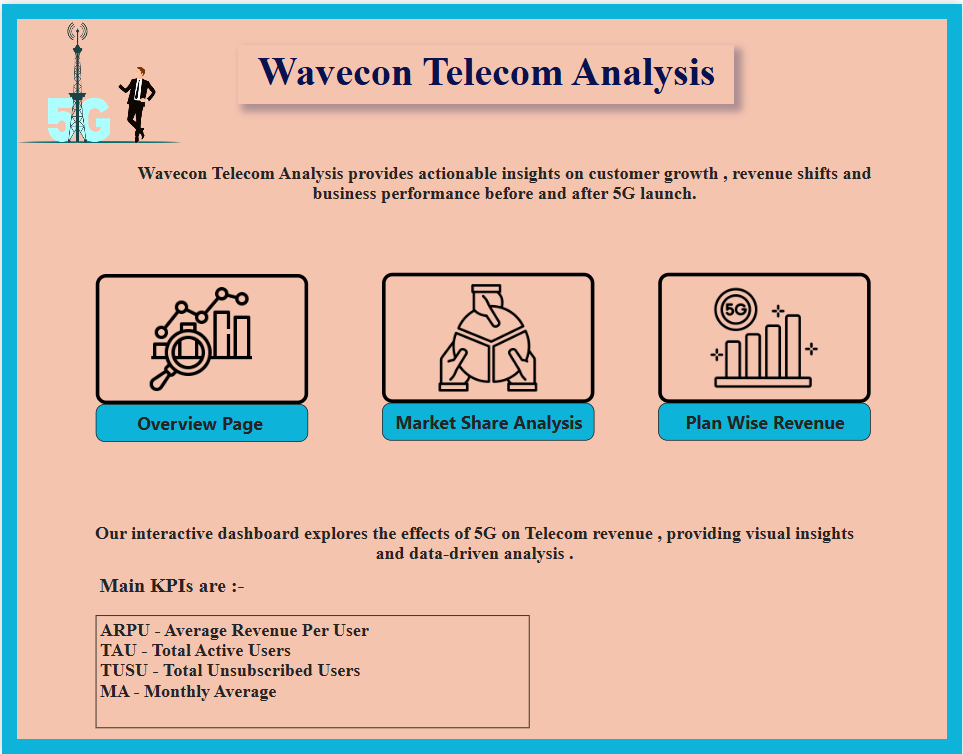 5G
Wavecon Telecom Analysis
Wavecon Telecom Analysis provides actionable insights on customer growth , revenue shifts and
business performance before and after 5G launch.
5G
Overview Page
Market Share Analysis
Plan Wise Revenue
Our interactive dashboard explores the effects of 5G on Telecom revenue , providing visual insights
and data-driven analysis .
Main KPIs are :-
ARPU - Average Revenue Per User
TAU - Total Active Users
TUSU - Total Unsubscribed Users
MA - Monthly Average